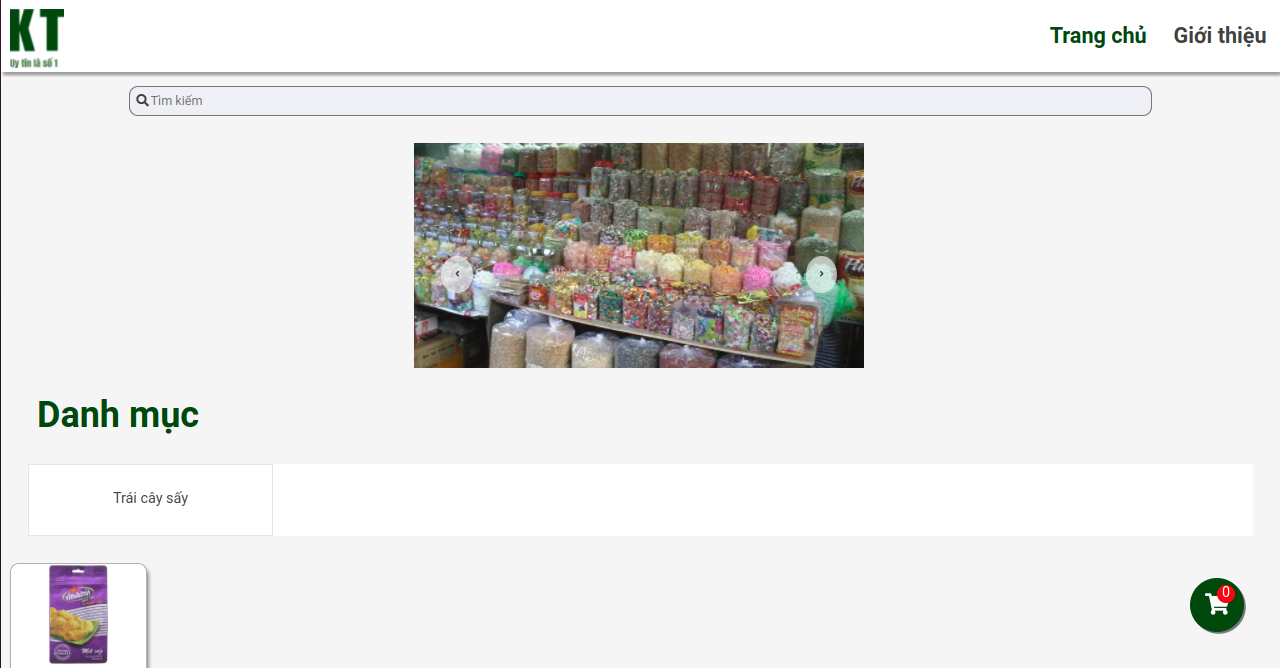 KT
Uy tín là số 1
Trang chủ
Giới thiệu
Tìm kiếm
Danh mục
Trái cây sấy
0